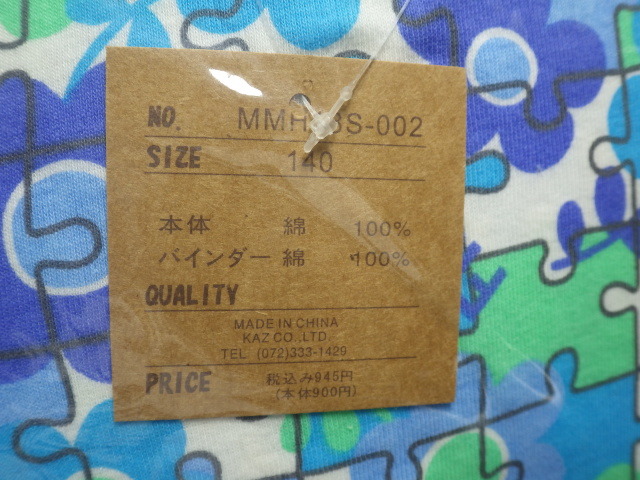 NO.
SIZE 140
本体 綿 100%
バインダー 綿 100%
QUALITY
MADE IN CHINA
KAZ CO.,LTD
TEL (072)333-1429
PRICE 税込み945円
(本体900円)